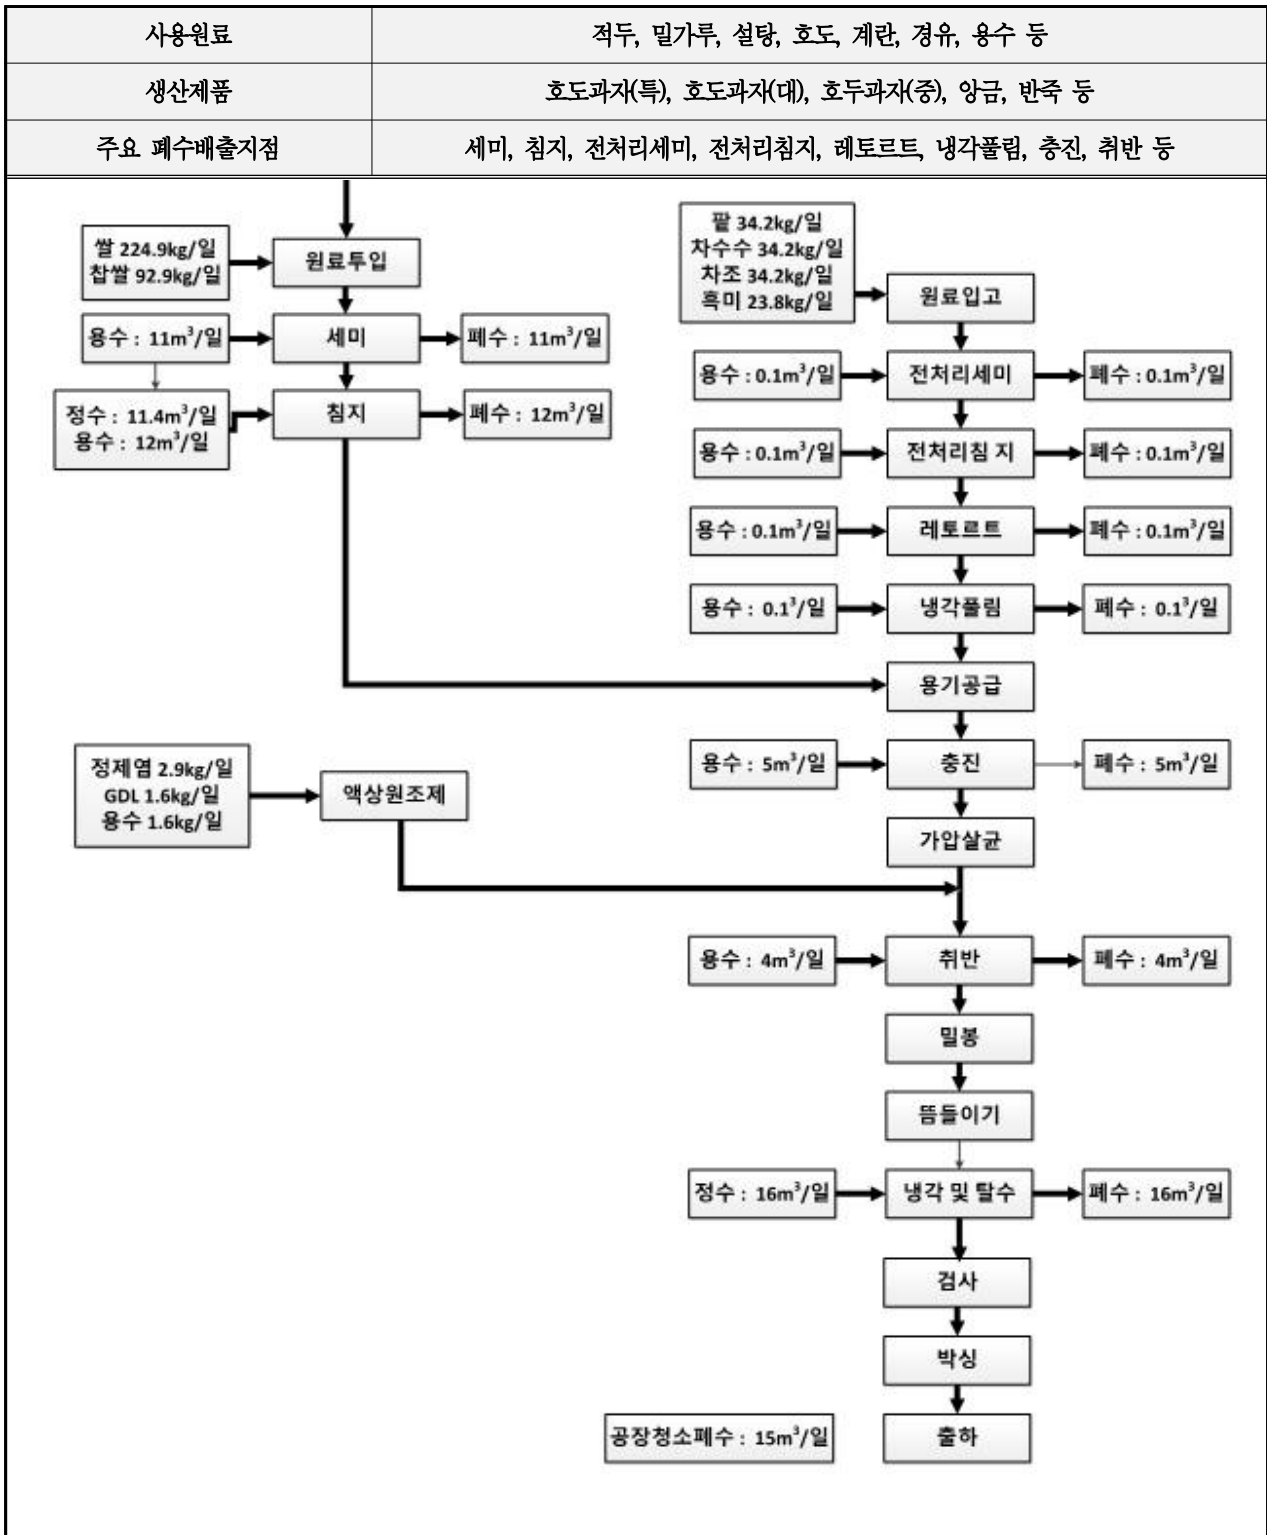 사용원료 적두, 밀가루, 설탕, 호도, 계란, 경유, 용수 등
생산제품 호도과자(특), 호도과자(대), 호두과자(중), 앙금, 반죽 등
주요 폐수배출지점 세미, 침지, 전처리세미, 전처리침지, 레토르트, 냉각풀림, 충진, 취반 등
쌀 224.9kg/일
찹쌀 92.9kg/일
원료투입
팥 34.2kg/일
차수수 34.2kg/일
차조 34.2kg/일
흑미 23.8kg/일
원료입고
용수 : 11m³/일
세미
폐수 : 11m³/일
용수 : 0.1m³/일
전처리세미
폐수 : 0.1m³/일
정수 : 11.4m³/일
용수 : 12m³/일
침지
폐수 : 12m³/일
용수 : 0.1m³/일
전처리침 지
폐수 : 0.1m³/일
용수 : 0.1m³/일
레토르트
폐수 : 0.1m³/일
용수 : 0.1³/일
냉각풀림
폐수 : 0.1³/일
용기공급
정제염 2.9kg/일
GDL 1.6kg/일
용수 1.6kg/일
액상원조제
용수 : 5m³/일
충진
폐수 : 5m³/일
가압살균
용수 : 4m³/일
취반
폐수 : 4m³/일
밀봉
뜸들이기
정수 : 16m³/일
냉각 및 탈수
폐수 : 16m³/일
검사
박싱
공장청소폐수 : 15m³/일
출하